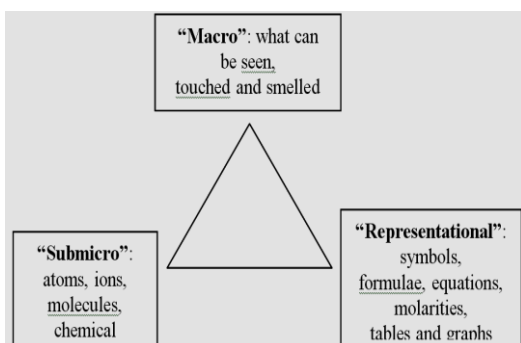 “Macro”: what can
be seen,
touched and smelled
“Submicro”:
atoms, ions,
molecules,
chemical
“Representational”:
symbols,
formulae, equations,
molarities,
tables and graphs